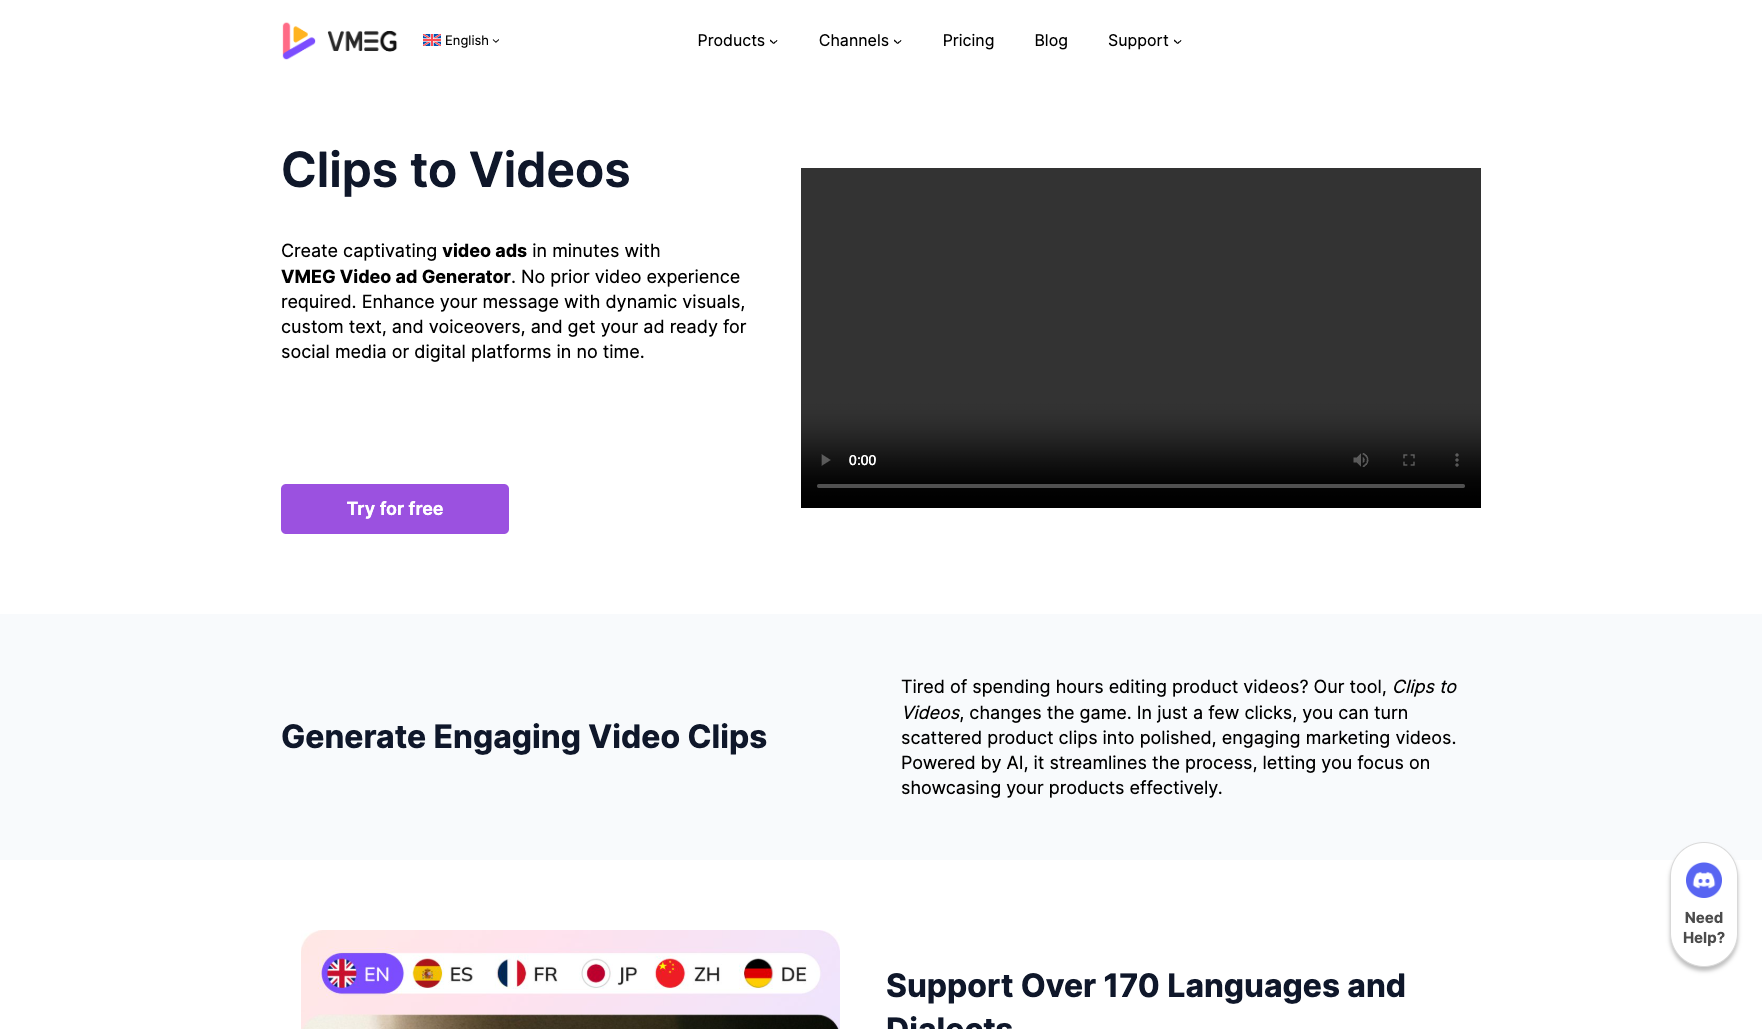 VMEG
English
Products
Channels
Pricing
Blog
Support
Clips to Videos
Create captivating video ads in minutes with
VMEG Video ad Generator. No prior video experience
required. Enhance your message with dynamic visuals,
custom text, and voiceovers, and get your ad ready for
social media or digital platforms in no time.
Try for free
0:00
Generate Engaging Video Clips
Tired of spending hours editing product videos? Our tool, Clips to
Videos, changes the game. In just a few clicks, you can turn
scattered product clips into polished, engaging marketing videos.
Powered by AI, it streamlines the process, letting you focus on
showcasing your products effectively.
Need
Help?
EN
ES
FR
JP
ZH
DE
Support Over 170 Languages and
Dialects